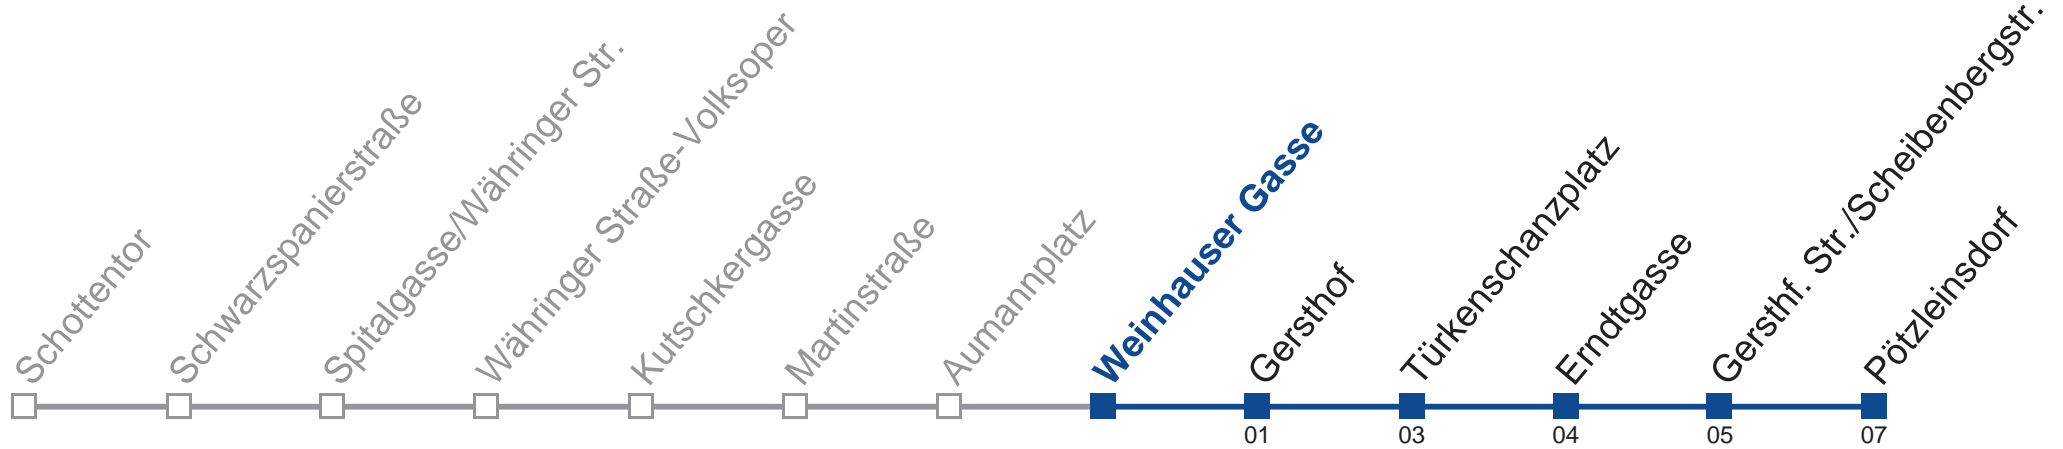 Schottentor
Schwarzspanierstraße
Spitalgasse/Währinger Str.
Währinger Straße-Volksoper
Kutschkergasse
Martinstraße
Aumannplatz
Weinhauser Gasse
Gersthof
Türkenschanzplatz
Erndtgasse
Gersthf. Str./Scheibenbergstr.
Pötzleinsdorf
01
03
04
05
07